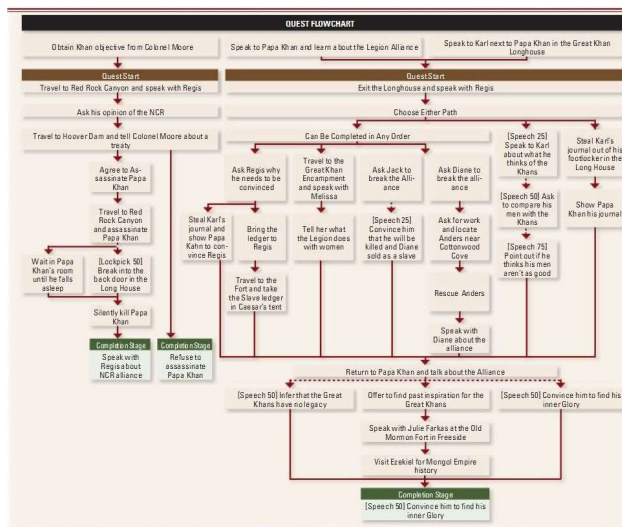 QUEST FLOWCHART
Obtain Khan objective from Colonel Moore
Speak to Papa Khan and learn about the Legion Alliance
Speak to Karl next to Papa Khan in the Great Khan
Longhouse
Quest Start
Travel to Red Rock Canyon and speak with Regis
Quest Start
Exit the Longhouse and speak with Regis
Ask his opinion of the NCR
Choose Either Path
Travel to Hoover Dam and tell Colonel Moore about a
treaty
Can Be Completed in Any Order
[Speech 25]
Speak to Karl
about what he
thinks of the
Khans
Steal Karl's
journal out of his
footlocker in the
Long House
Agree to As-
sassinate Papa
Khan
Ask Regis why
he needs to be
convinced
Travel to the
Great Khan
Encampment
and speak with
Melissa
Ask Jack to
break the Alli-
ance
Ask Diane to
break the alli-
ance
Travel to Red
Rock Canyon
and assassinate
Papa Khan
Steal Karl's
journal and
show Papa
Kahn to con-
vince Regis
Bring the
ledger to
Regis
Tell her what
the Legion does
with women
[Speech 25]
Convince him
that he will be
killed and Diane
sold as a slave
Ask for work
and locate
Anders near
Cottonwood
Cove
[Speech 50] Ask
to compare his
men with the
Khans
Show Papa
Khan his journal
[Speech 75]
Point out if he
thinks his men
aren't as good
Wait in Papa
Khan's room
until he falls
asleep
[Lockpick 50]
Break into the
back door in the
Long House
Travel to the
Fort and take
the Slave ledger
in Caesar's tent
Rescue Anders
Silently kill Papa
Khan
Speak with
Diane about the
alliance
Completion Stage
Speak with
Regis about
NCR alliance
Completion Stage
Refuse to
assassinate
Papa Khan
Return to Papa Khan and talk about the Alliance
[Speech 50] Infer that the Great
Khans have no legacy
Offer to find past inspiration for the
Great Khans
[Speech 50] Convince him to find his
inner Glory
Speak with Julie Farkas at the Old
Mormon Fort in Freeside
Visit Ezekiel for Mongol Empire
history
Completion Stage
[Speech 50] Convince him to find his
inner Glory